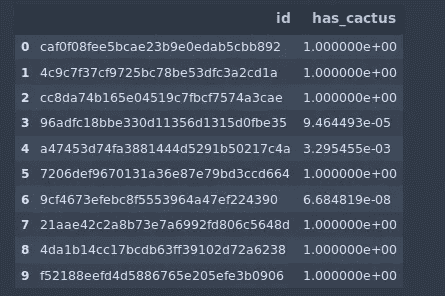 id has_cactus
0 caf0f08fee5bcae23b9e0edab5cbb892 1.000000e+00
1 4c9c7f37cf9725bc78be53dfc3a2cd1a 1.000000e+00
2 cc8da74b165e04519c7fbcf7574a3cae 1.000000e+00
3 96adfc18bbe330d11356d1315d0fbe35 9.464493e-05
4 a47453d74fa3881444d5291b50217c4a 3.295455e-03
5 7206def9670131a36e87e79bd3ccd664 1.000000e+00
6 9cf4673efebc8f5553964a47ef224390 6.684819e-08
7 21aae42c2a8b73e7a6992fd806c5648d 1.000000e+00
8 4da1b14cc17bcdb63ff39102d72a6238 1.000000e+00
9 f52188eefd4d5886765e205efe3b0906 1.000000e+00